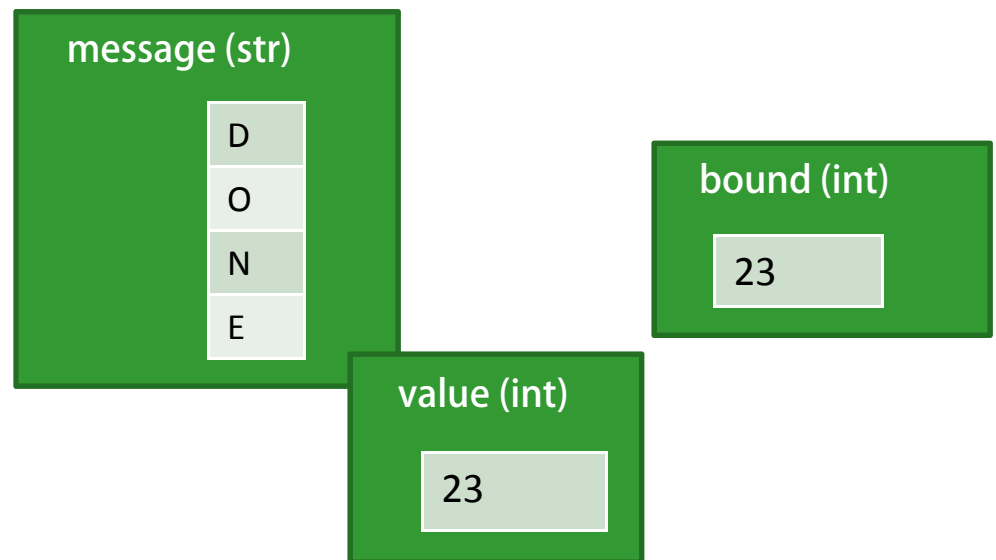 message (str)
D
O
N
E
bound (int)
23
value (int)
23